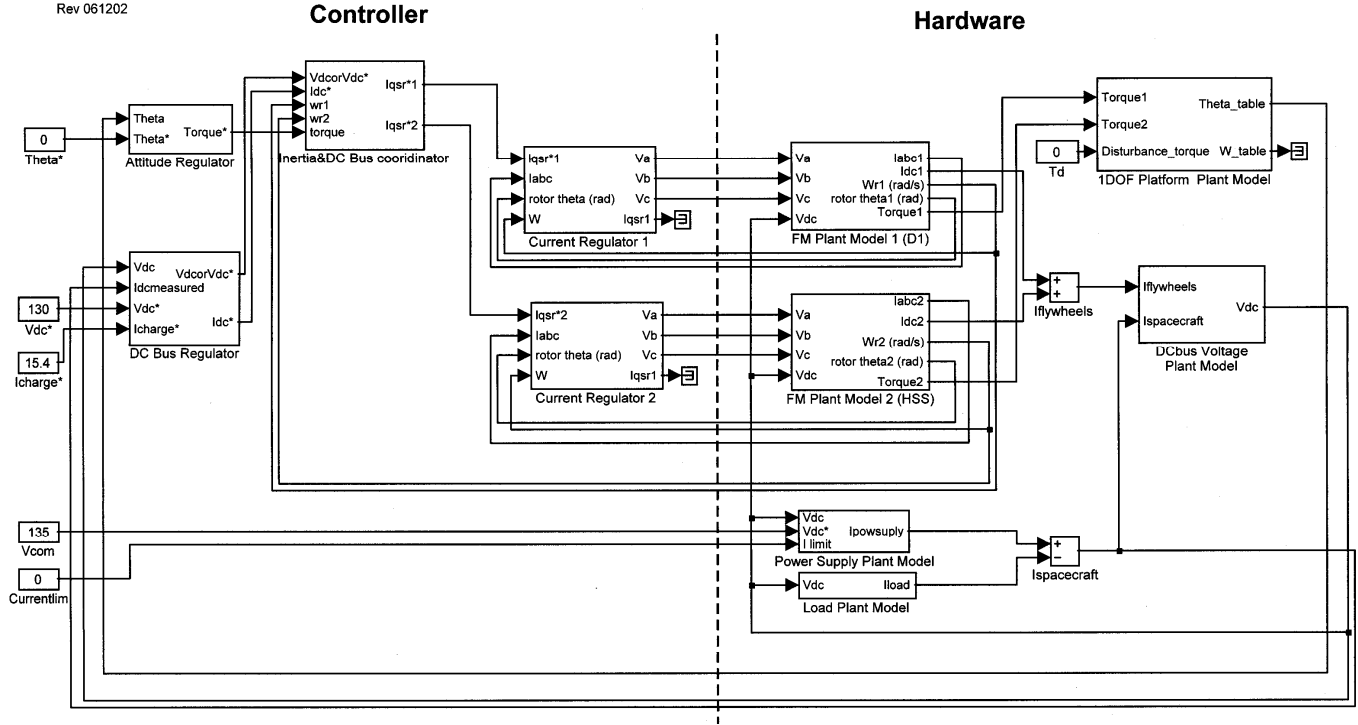 Rev 061202
Controller
Hardware
0
Theta*
Theta
Theta*
Torque*
Attitude Regulator
VdcorVdc*
Idc*
wr1
wr2
torque
Iqsr*1
Iqsr*2
Inertia&DC Bus cooridinator
130
Vdc*
15.4
Icharge*
Vdc
Idcmeasured
Vdc*
Icharge*
VdcorVdc*
Idc*
DC Bus Regulator
Iqsr*1
Iabc
rotor theta (rad)
W
Va
Vb
Vc
Iqsr1
Current Regulator 1
Iqsr*2
Iabc
rotor theta (rad)
W
Va
Vb
Vc
Iqsr1
Current Regulator 2
Va
Vb
Vc
Vdc
Iabc1
Idc1
Wr1 (rad/s)
rotor theta1 (rad)
Torque1
FM Plant Model 1 (D1)
Va
Vb
Vc
Vdc
Iabc2
Idc2
Wr2 (rad/s)
rotor theta2 (rad)
Torque2
FM Plant Model 2 (HSS)
0
Td
Torque1
Torque2
Disturbance_torque
Theta_table
W_table
1DOF Platform Plant Model
+
+
Iflywheels
Iflywheels
Ispacecraft
Vdc
DCbus Voltage
Plant Model
135
Vcom
0
Currentlim
Vdc
Vdc*
I limit
Ipowsuply
Power Supply Plant Model
Vdc
Iload
Load Plant Model
+
−
Ispacecraft